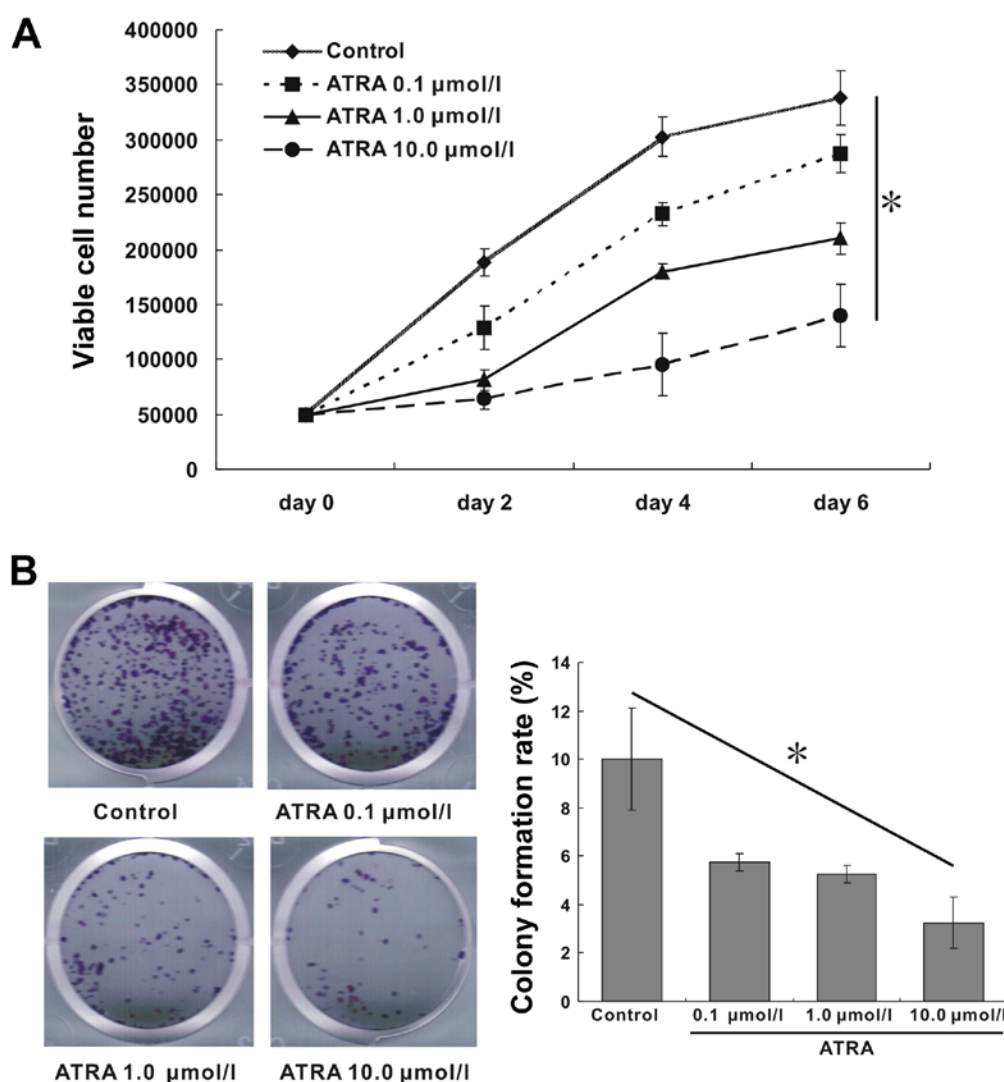 A
Viable cell number
400000
350000
300000
250000
200000
150000
100000
50000
0
Control
ATRA 0.1 µmol/l
ATRA 1.0 µmol/l
ATRA 10.0 µmol/l
*
day 0 day 2 day 4 day 6
B
Control ATRA 0.1 µmol/l
ATRA 1.0 µmol/l ATRA 10.0 µmol/l
Colony formation rate (%)
14
12
10
8
6
4
2
0
*
Control 0.1 µmol/l 1.0 µmol/l 10.0 µmol/l
ATRA